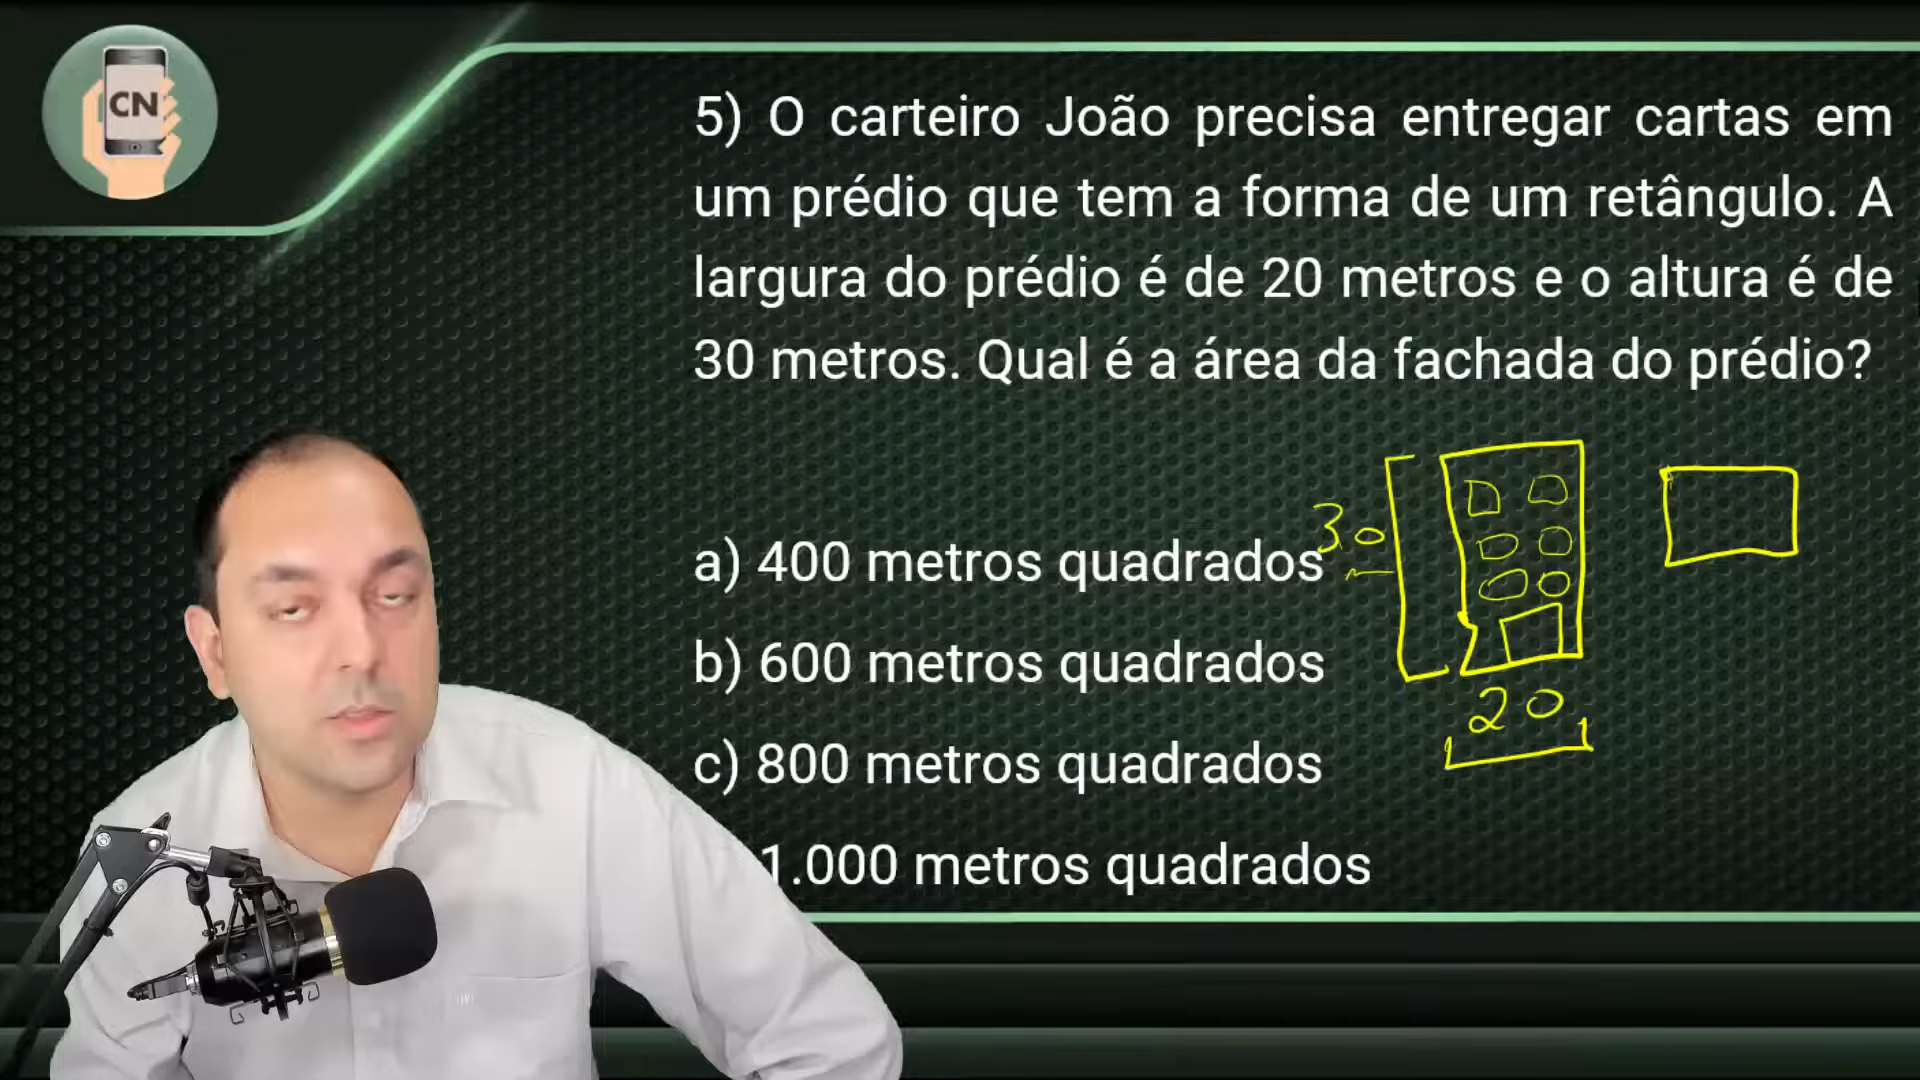 CN
5) O carteiro João precisa entregar cartas em
um prédio que tem a forma de um retângulo. A
largura do prédio é de 20 metros e o altura é de
30 metros. Qual é a área da fachada do prédio?
30
a) 400 metros quadrados
b) 600 metros quadrados
20
c) 800 metros quadrados
1.000 metros quadrados